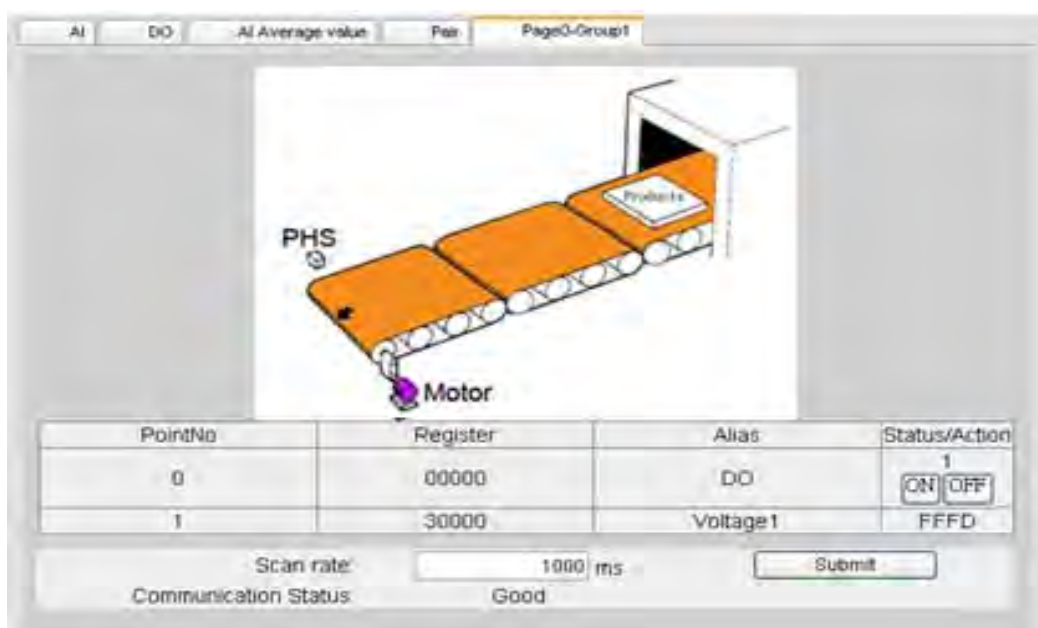 AI DO AI Average value Pair Page0-Group1
Products
PHS
Motor
PointNo Register Alias Status/Action
1
0 00000 DO
ON OFF
1 30000 Voltage1 FFFD
Scan rate: 1000 ms Submit
Communication Status Good